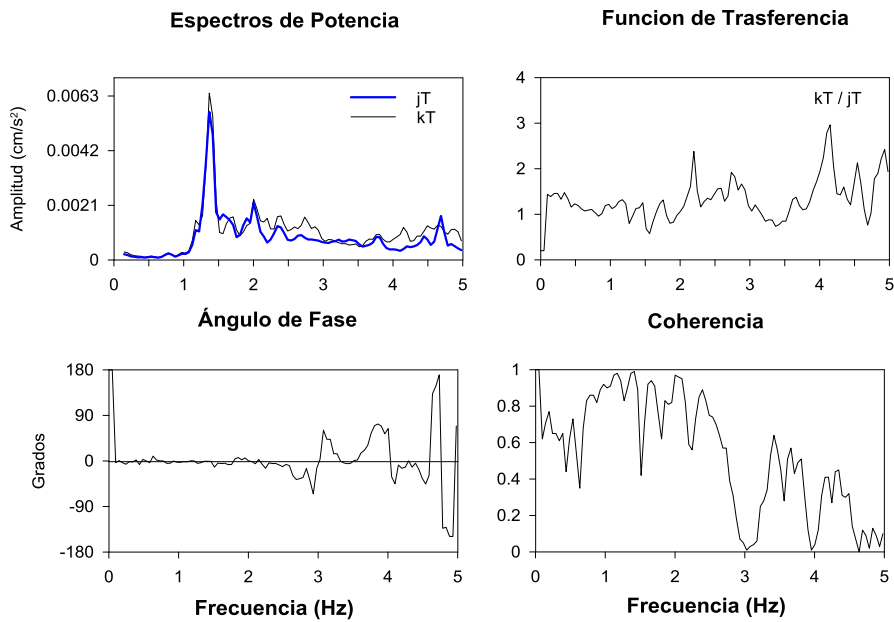 Espectros de Potencia
Amplitud (cm/s²)
0.0063
0.0042
0.0021
0
jT
kT
0 1 2 3 4 5
Funcion de Trasferencia
4
3
2
1
0
kT / jT
0 1 2 3 4 5
Ángulo de Fase
Grados
180
90
0
-90
-180
0 1 2 3 4 5
Frecuencia (Hz)
Coherencia
1
0.8
0.6
0.4
0.2
0
0 1 2 3 4 5
Frecuencia (Hz)